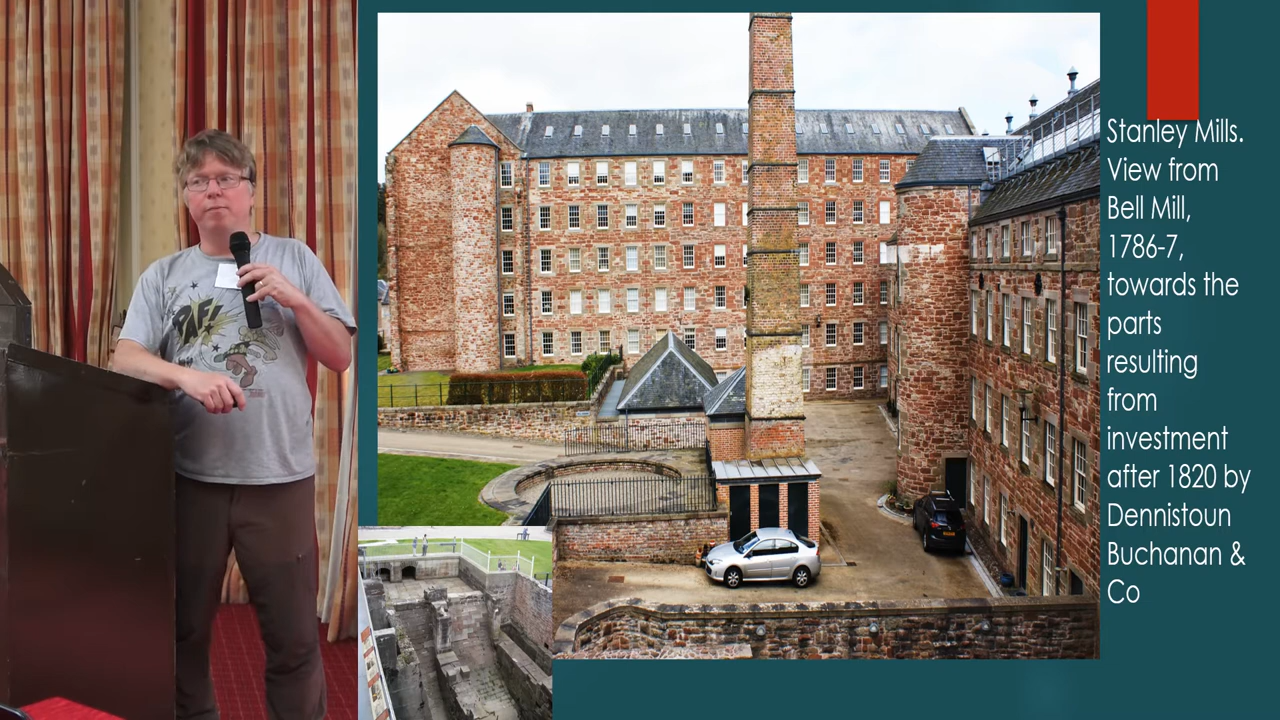 PAF!
Stanley Mills.
View from
Bell Mill,
1786-7,
towards the
parts
resulting
from
investment
after 1820 by
Dennistoun
Buchanan &
Co